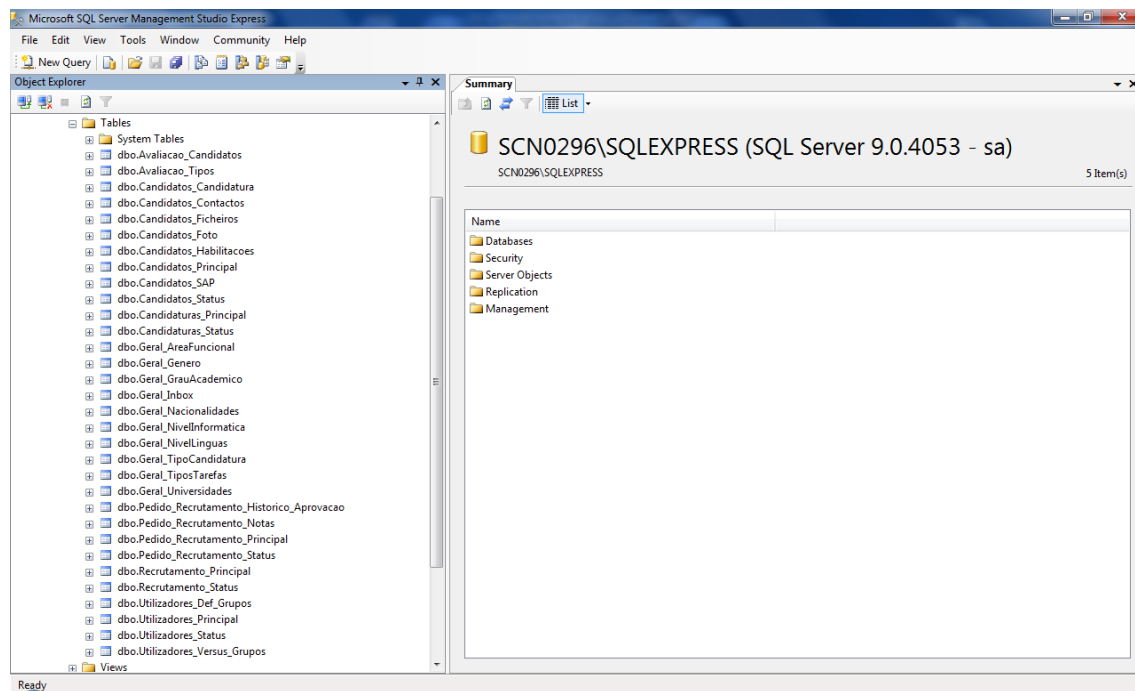 Microsoft SQL Server Management Studio Express
File Edit View Tools Window Community Help
New Query
Object Explorer
Tables
System Tables
dbo.Avaliacao_Candidatos
dbo.Avaliacao_Tipos
dbo.Candidatos_Candidatura
dbo.Candidatos_Contactos
dbo.Candidatos_Ficheiros
dbo.Candidatos_Foto
dbo.Candidatos_Habilitacoes
dbo.Candidatos_Principal
dbo.Candidatos_SAP
dbo.Candidatos_Status
dbo.Candidaturas_Principal
dbo.Candidaturas_Status
dbo.Geral_AreaFuncional
dbo.Geral_Genero
dbo.Geral_GrauAcademico
dbo.Geral_Inbox
dbo.Geral_Nacionalidades
dbo.Geral_NivelInformatica
dbo.Geral_NivelLinguas
dbo.Geral_TipoCandidatura
dbo.Geral_TiposTarefas
dbo.Geral_Universidades
dbo.Pedido_Recrutamento_Historico_Aprovacao
dbo.Pedido_Recrutamento_Notas
dbo.Pedido_Recrutamento_Principal
dbo.Pedido_Recrutamento_Status
dbo.Recrutamento_Principal
dbo.Recrutamento_Status
dbo.Utilizadores_Def_Grupos
dbo.Utilizadores_Principal
dbo.Utilizadores_Status
dbo.Utilizadores_Versus_Grupos
Views
Summary
List
SCN0296\SQLEXPRESS (SQL Server 9.0.4053 - sa)
SCN0296\SQLEXPRESS 5 Item(s)
Name
Databases
Security
Server Objects
Replication
Management
Ready